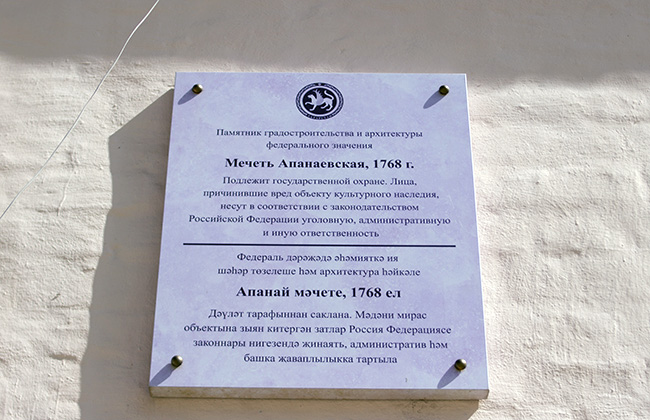 Памятник градостроительства и архитектуры
федерального значения
Мечеть Апанаевская, 1768 г.
Подлежит государственной охране. Лица,
причинившие вред объекту культурного наследия,
несут в соответствии с законодательством
Российской Федерации уголовную, административную
и иную ответственность
Федераль дәрәҗәдә әһәмияткә ия
шәһәр төзелеше һәм архитектура һәйкәле
Апанай мәчете, 1768 ел
Дәүләт тарафыннан саклана. Мәдәни мирас
объектына зыян китергән затлар Россия Федерациясе
законнары нигезендә җинаять, административ һәм
башка җаваплылыкка тартыла